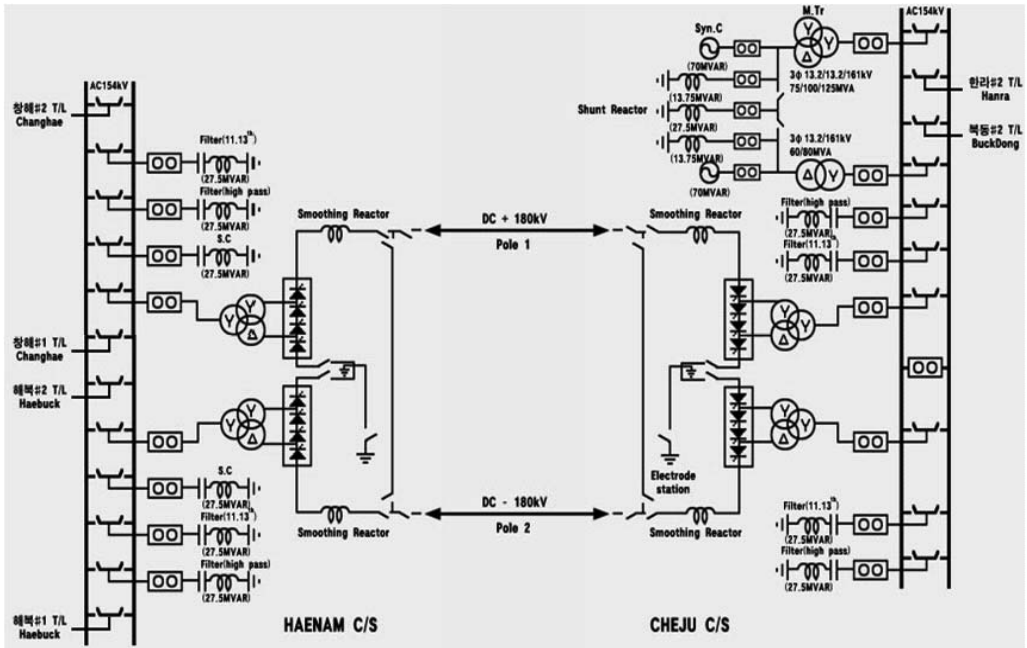 AC154kV
창해#2 T/L
Changhae
Filter(11.13th)
(27.5MVAR)
Filter(high pass)
(27.5MVAR)
S.C
(27.5MVAR)
창해#1 T/L
Changhae
해북#2 T/L
Haebuck
S.C
(27.5MVAR)
Filter(11.13th)
(27.5MVAR)
Filter(high pass)
(27.5MVAR)
해북#1 T/L
Haebuck
Smoothing Reactor
Smoothing Reactor
HAENAM C/S
DC + 180kV
Pole 1
DC - 180kV
Pole 2
Smoothing Reactor
Electrode
station
Smoothing Reactor
CHEJU C/S
M.Tr
AC154kV
Syn.C
(70MVAR)
3φ 13.2/13.2/161kV
75/100/125MVA
(13.75MVAR)
Shunt Reactor
(27.5MVAR)
3φ 13.2/161kV
60/80MVA
(13.75MVAR)
(70MVAR)
한라#2 T/L
Hanra
복동#2 T/L
BuckDong
Filter(high pass)
(27.5MVAR)
Filter(11.13th)
(27.5MVAR)
Filter(11.13th)
(27.5MVAR)
Filter(high pass)
(27.5MVAR)